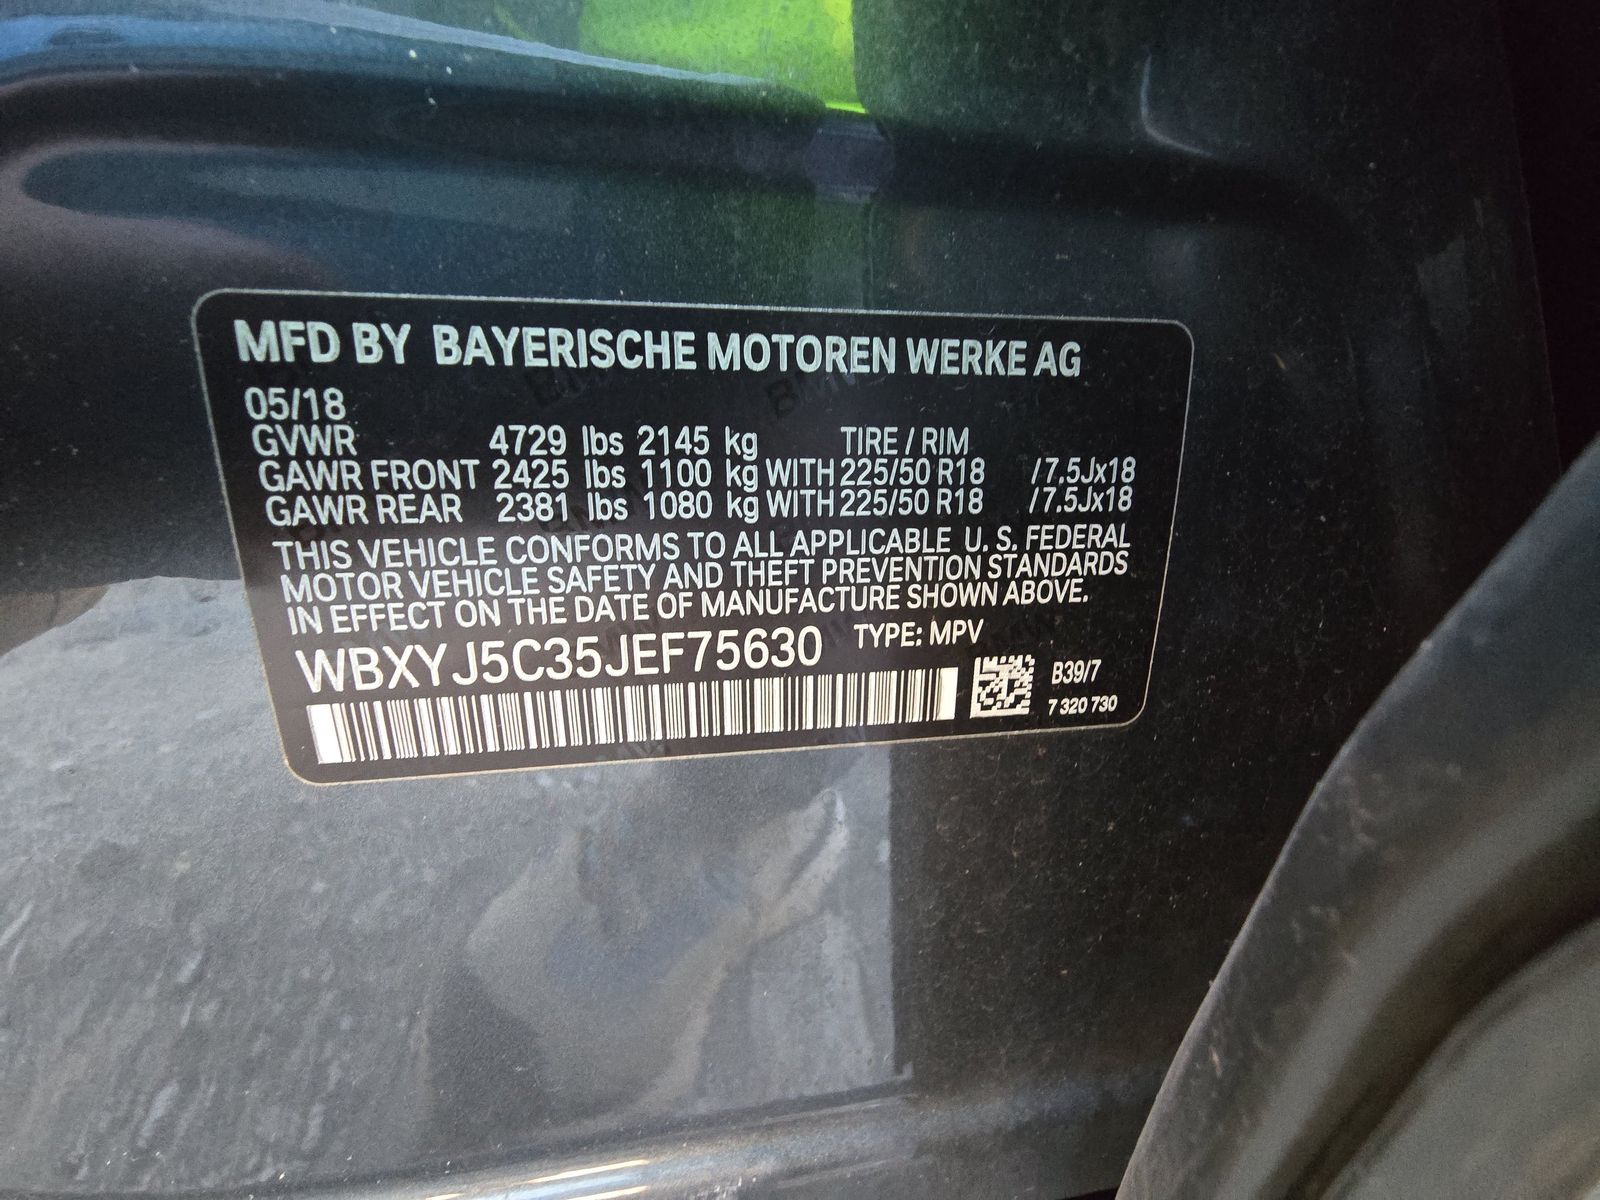 MFD BY BAYERISCHE MOTOREN WERKE AG
05/18
GVWR 4729 lbs 2145 kg TIRE / RIM
GAWR FRONT 2425 lbs 1100 kg WITH 225/50 R18 /7.5Jx18
GAWR REAR 2381 lbs 1080 kg WITH 225/50 R18 /7.5Jx18
THIS VEHICLE CONFORMS TO ALL APPLICABLE U. S. FEDERAL
MOTOR VEHICLE SAFETY AND THEFT PREVENTION STANDARDS
IN EFFECT ON THE DATE OF MANUFACTURE SHOWN ABOVE.
WBXYJ5C35JEF75630 TYPE: MPV
B39/7
7 320 730